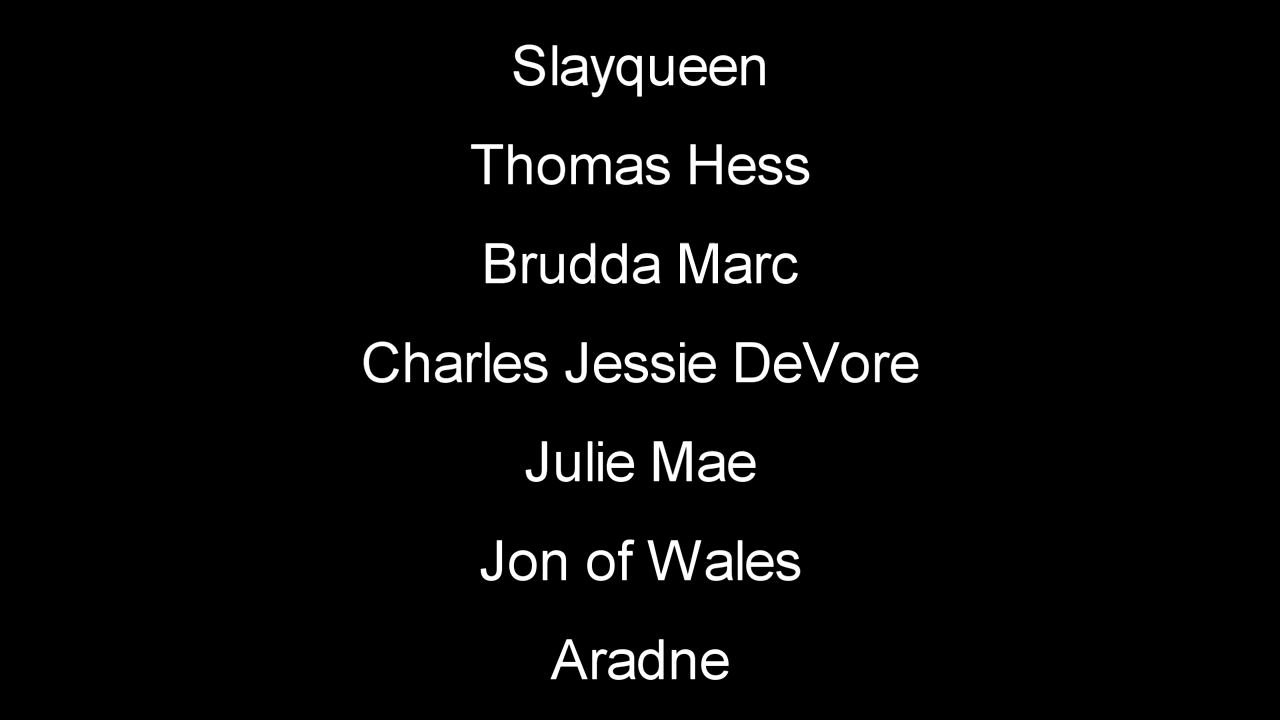 Slayqueen
Thomas Hess
Brudda Marc
Charles Jessie DeVore
Julie Mae
Jon of Wales
Aradne